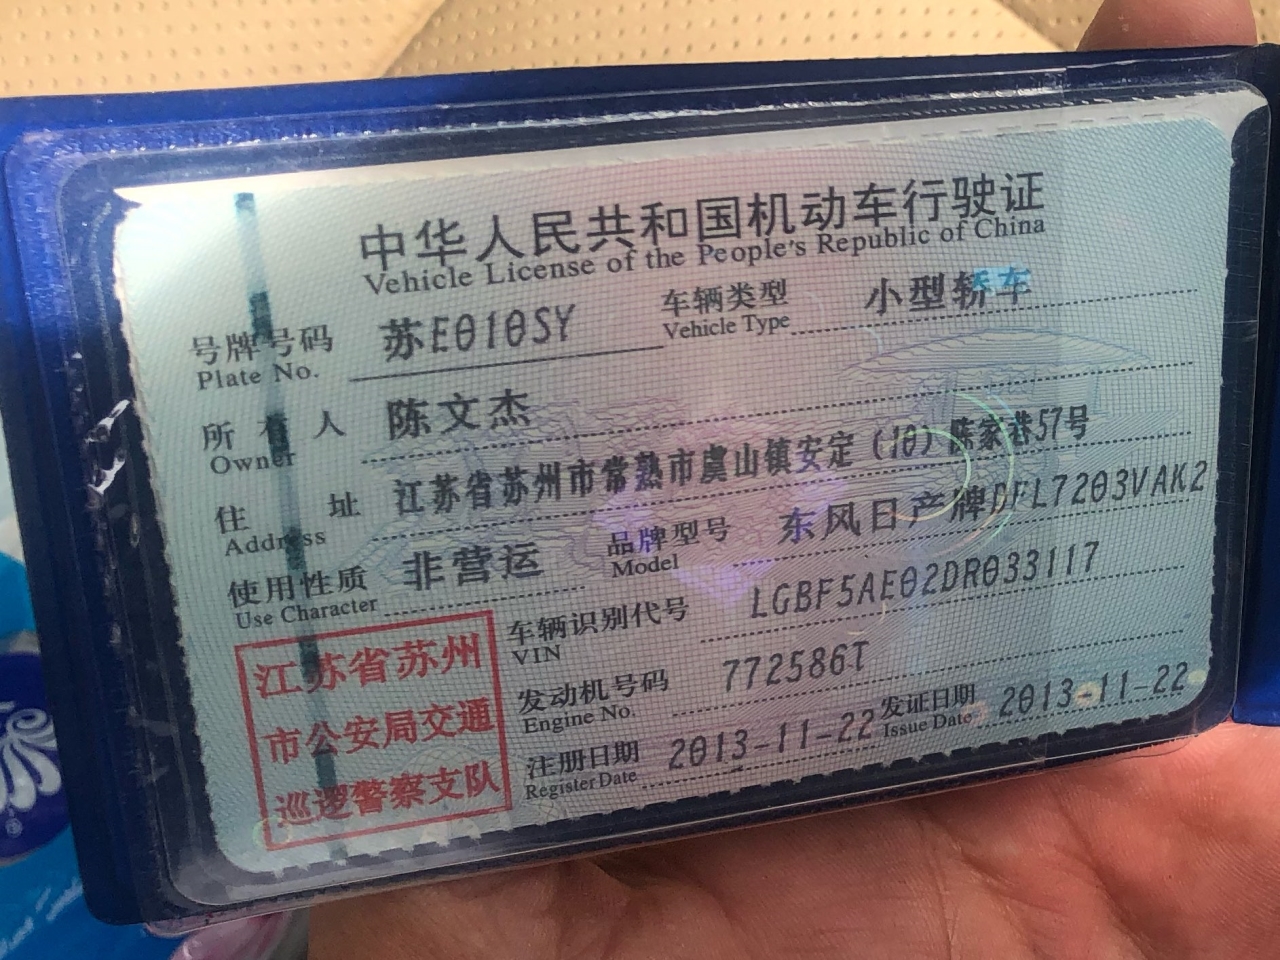 中华人民共和国机动车行驶证
Vehicle License of the People's Republic of China
号牌号码 苏E010SY 车辆类型 小型轿车
Plate No. Vehicle Type
所有人 陈文杰
Owner
住址 江苏省苏州市常熟市虞山镇安定（10）陈家巷57号
Address
使用性质 非营运 品牌型号 东风日产牌DFL7203VAK2
Use Character Model
车辆识别代号 LGBF5AE02DR033117
VIN
发动机号码 772586T
Engine No.
注册日期 2013-11-22 发证日期 2013-11-22
Register Date Issue Date
江苏省苏州
市公安局交通
巡逻警察支队